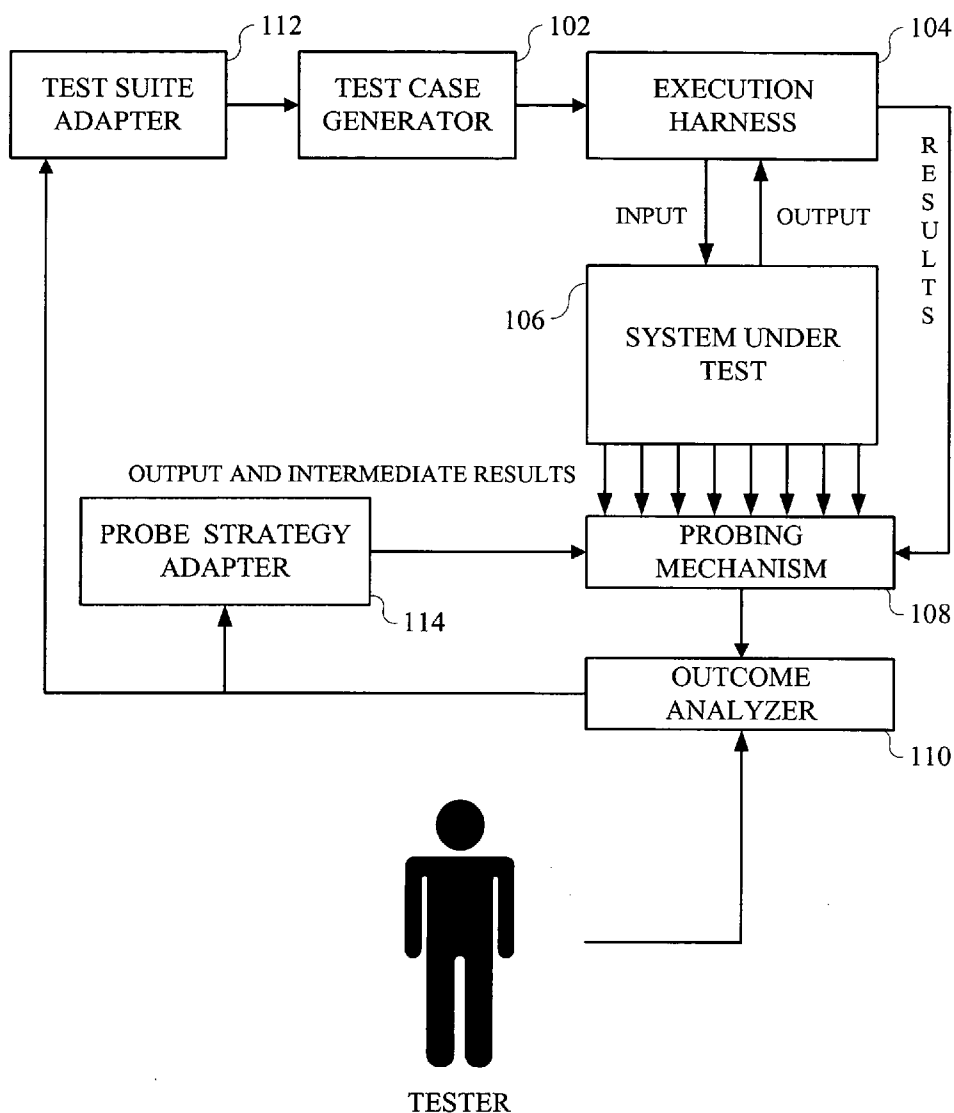 112
102
104
TEST SUITE
ADAPTER
TEST CASE
GENERATOR
EXECUTION
HARNESS
RESULTS
INPUT
OUTPUT
106
SYSTEM UNDER
TEST
OUTPUT AND INTERMEDIATE RESULTS
PROBE STRATEGY
ADAPTER
PROBING
MECHANISM
114
108
OUTCOME
ANALYZER
110
TESTER